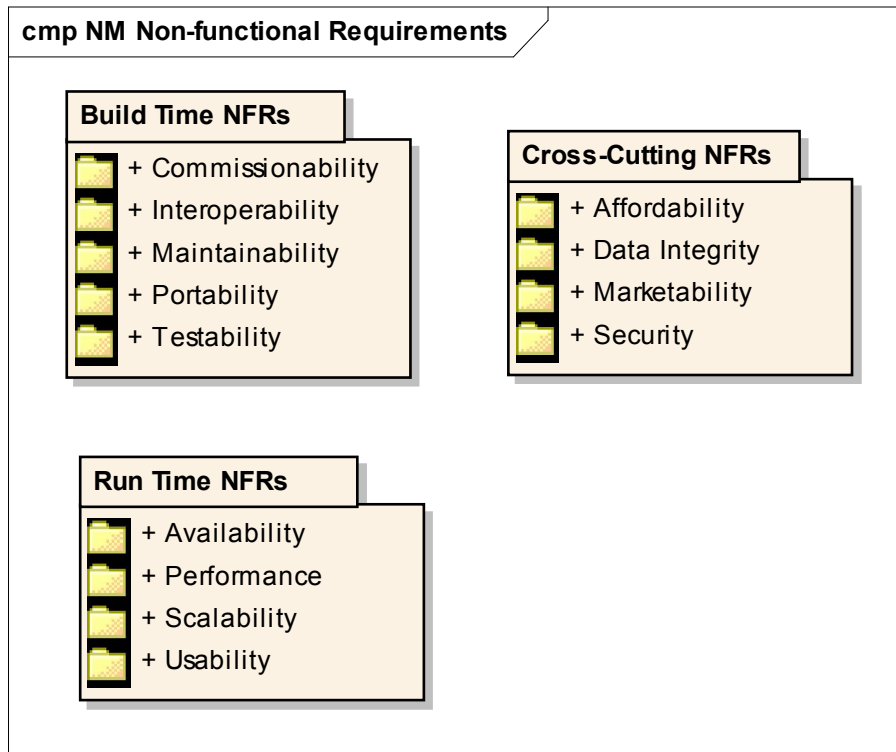 cmp NM Non-functional Requirements
Build Time NFRs
+ Commissionability
+ Interoperability
+ Maintainability
+ Portability
+ Testability
Cross-Cutting NFRs
+ Affordability
+ Data Integrity
+ Marketability
+ Security
Run Time NFRs
+ Availability
+ Performance
+ Scalability
+ Usability